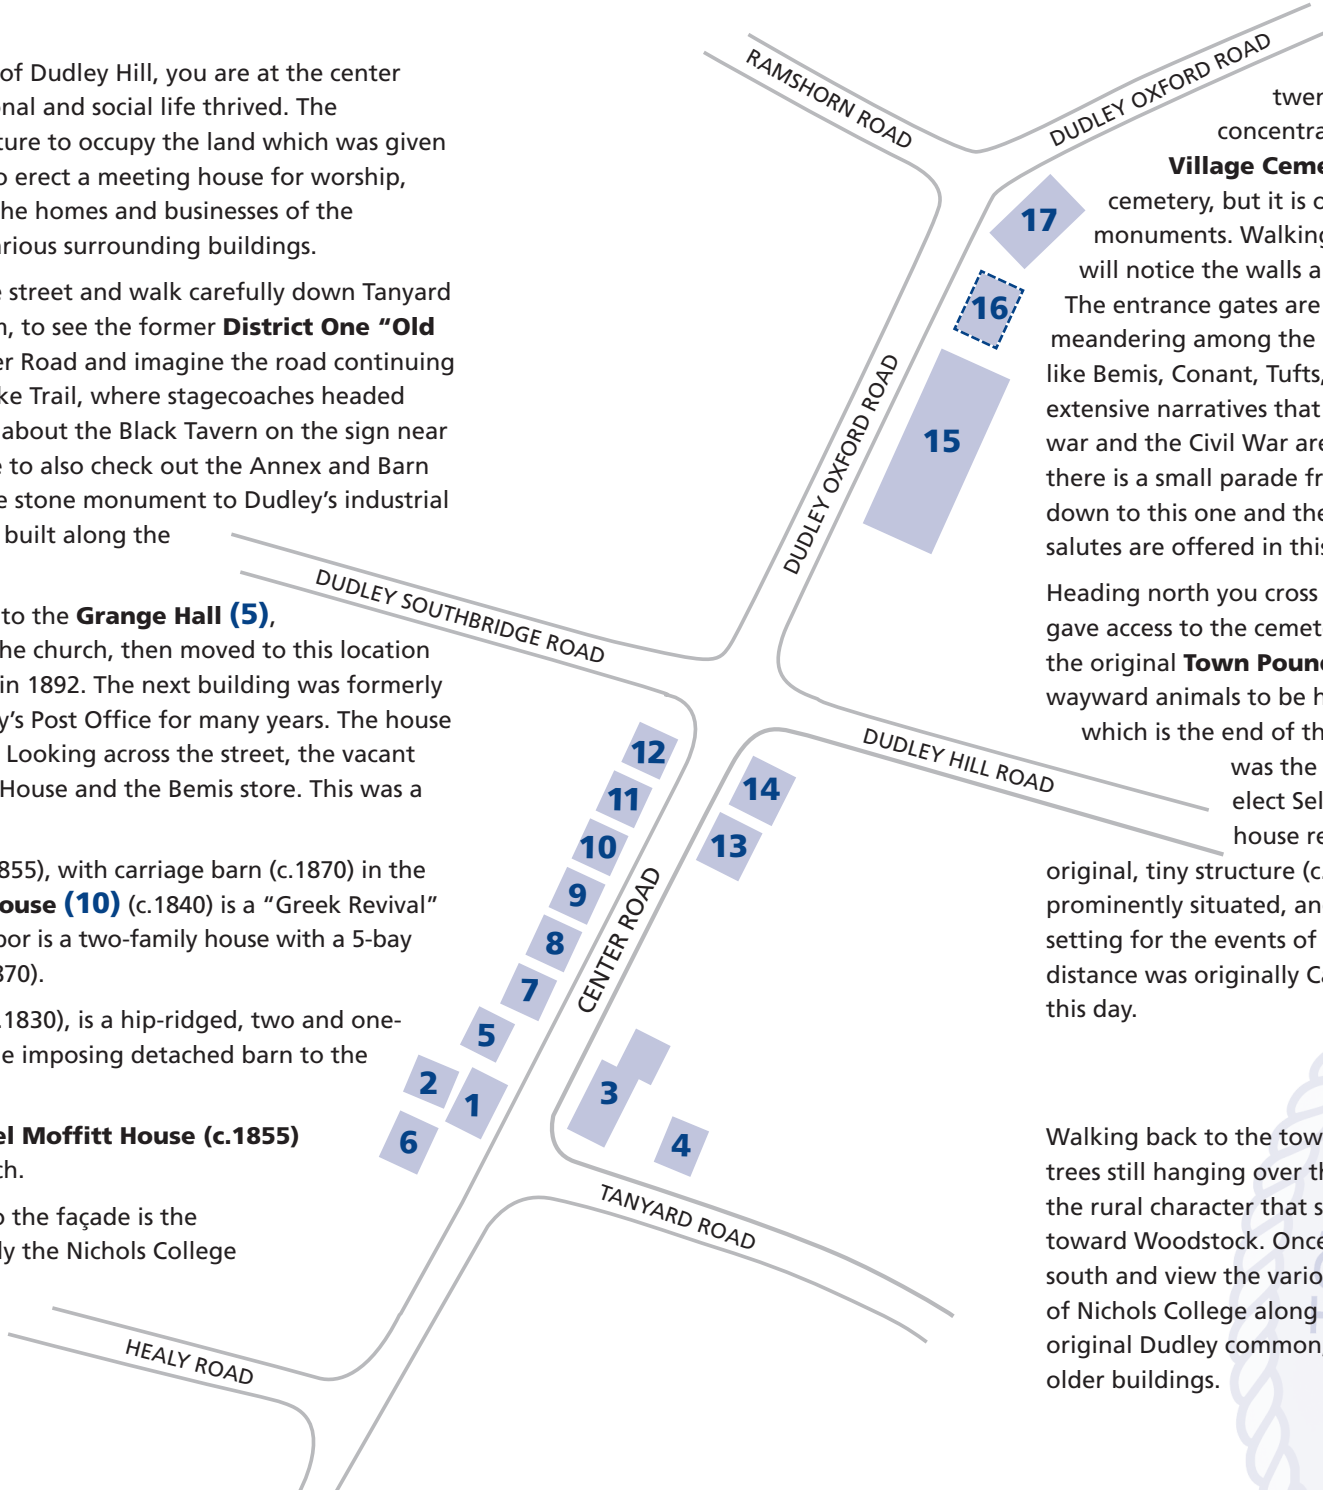 of Dudley Hill, you are at the center
onal and social life thrived. The
ture to occupy the land which was given
o erect a meeting house for worship,
he homes and businesses of the
arious surrounding buildings.
e street and walk carefully down Tanyard
n, to see the former District One “Old
er Road and imagine the road continuing
ke Trail, where stagecoaches headed
about the Black Tavern on the sign near
e to also check out the Annex and Barn
e stone monument to Dudley’s industrial
built along the
to the Grange Hall (5),
he church, then moved to this location
in 1892. The next building was formerly
y’s Post Office for many years. The house
Looking across the street, the vacant
House and the Bemis store. This was a
855), with carriage barn (c.1870) in the
ouse (10) (c.1840) is a “Greek Revival”
bor is a two-family house with a 5-bay
870).
.1830), is a hip-ridged, two and one-
e imposing detached barn to the
el Moffitt House (c.1855)
ch.
o the façade is the
ly the Nichols College
RAMSHORN ROAD
DUDLEY OXFORD ROAD
17
16
15
DUDLEY OXFORD ROAD
DUDLEY SOUTHBRIDGE ROAD
DUDLEY HILL ROAD
12
11
10
9
8
7
5
2
1
6
14
13
CENTER ROAD
3
4
TANYARD ROAD
HEALY ROAD
twen
concentra
Village Ceme
cemetery, but it is o
monuments. Walking
will notice the walls a
The entrance gates are
meandering among the
like Bemis, Conant, Tufts,
extensive narratives that
war and the Civil War are
there is a small parade fr
down to this one and the
salutes are offered in this
Heading north you cross
gave access to the cemet
the original Town Pound
wayward animals to be h
which is the end of th
was the
elect Sel
house re
original, tiny structure (c.
prominently situated, an
setting for the events of
distance was originally Ca
this day.
Walking back to the tow
trees still hanging over th
the rural character that s
toward Woodstock. Once
south and view the vario
of Nichols College along
original Dudley common,
older buildings.